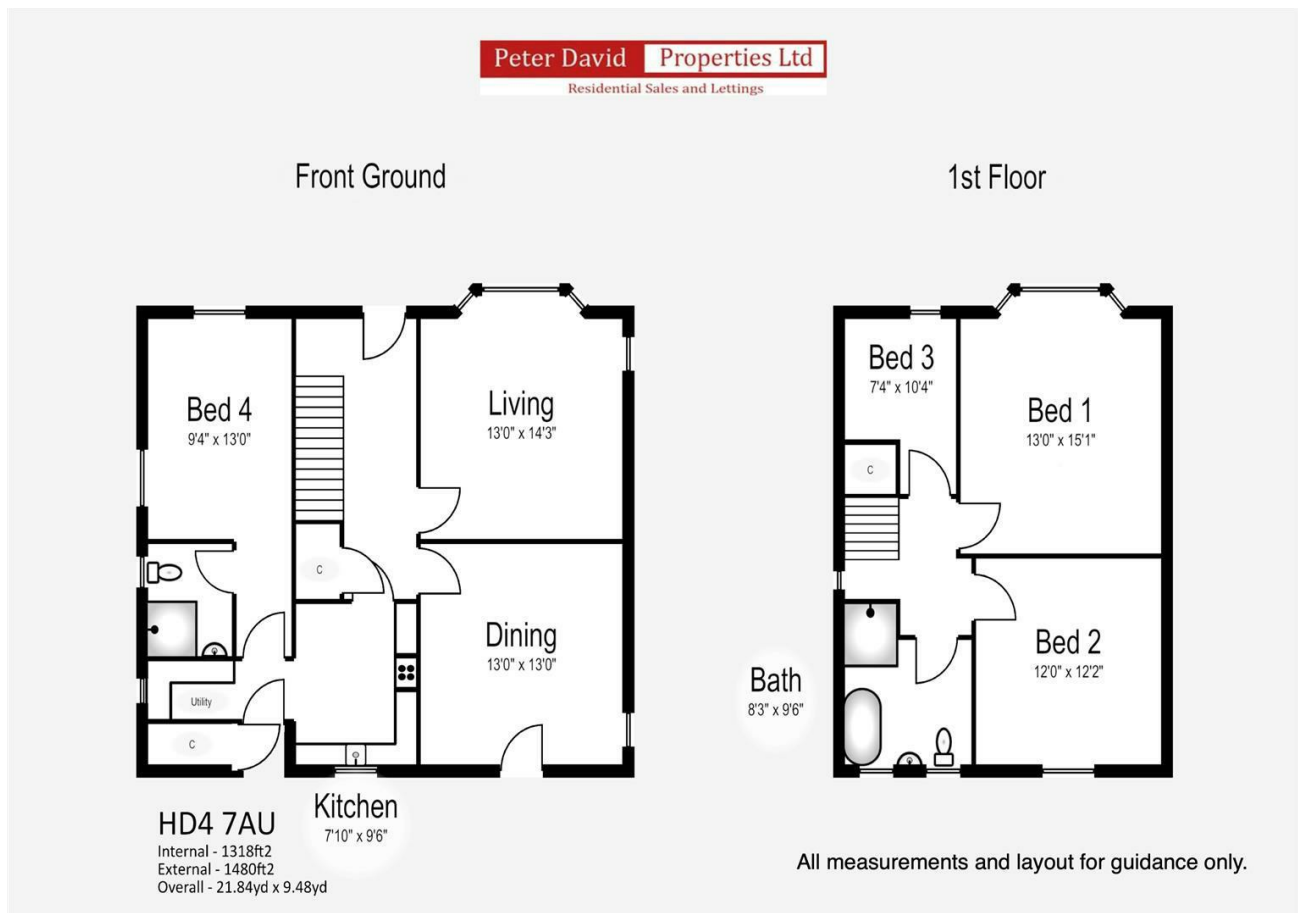 Peter David Properties Ltd
Residential Sales and Lettings
Front Ground
1st Floor
Bed 4
9'4" x 13'0"
Living
13'0" x 14'3"
Bed 3
7'4" x 10'4"
Bed 1
13'0" x 15'1"
C
C
Dining
13'0" x 13'0"
Bed 2
12'0" x 12'2"
Bath
8'3" x 9'6"
Utility
C
Kitchen
7'10" x 9'6"
HD4 7AU
Internal - 1318ft2
External - 1480ft2
Overall - 21.84yd x 9.48yd
All measurements and layout for guidance only.